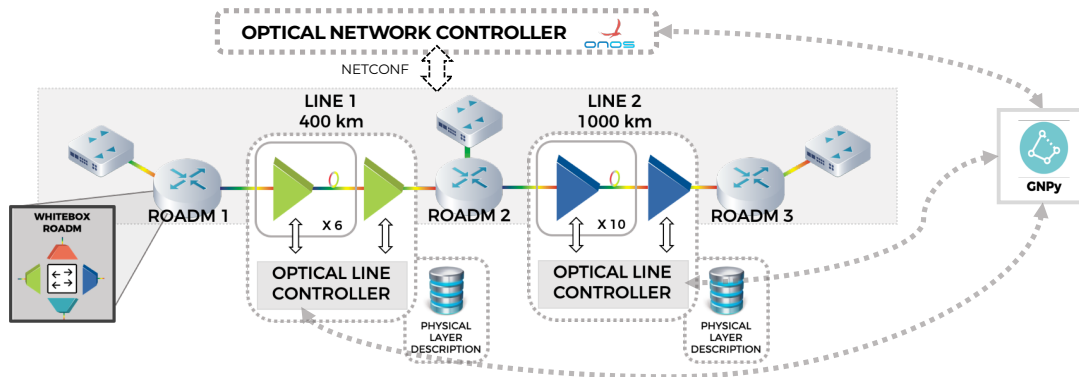 OPTICAL NETWORK CONTROLLER
onos
NETCONF
LINE 1
400 km
LINE 2
1000 km
GNPy
ROADM 1
X 6
ROADM 2
X 10
ROADM 3
WHITEBOX
ROADM
OPTICAL LINE
CONTROLLER
OPTICAL LINE
CONTROLLER
PHYSICAL
LAYER
DESCRIPTION
PHYSICAL
LAYER
DESCRIPTION